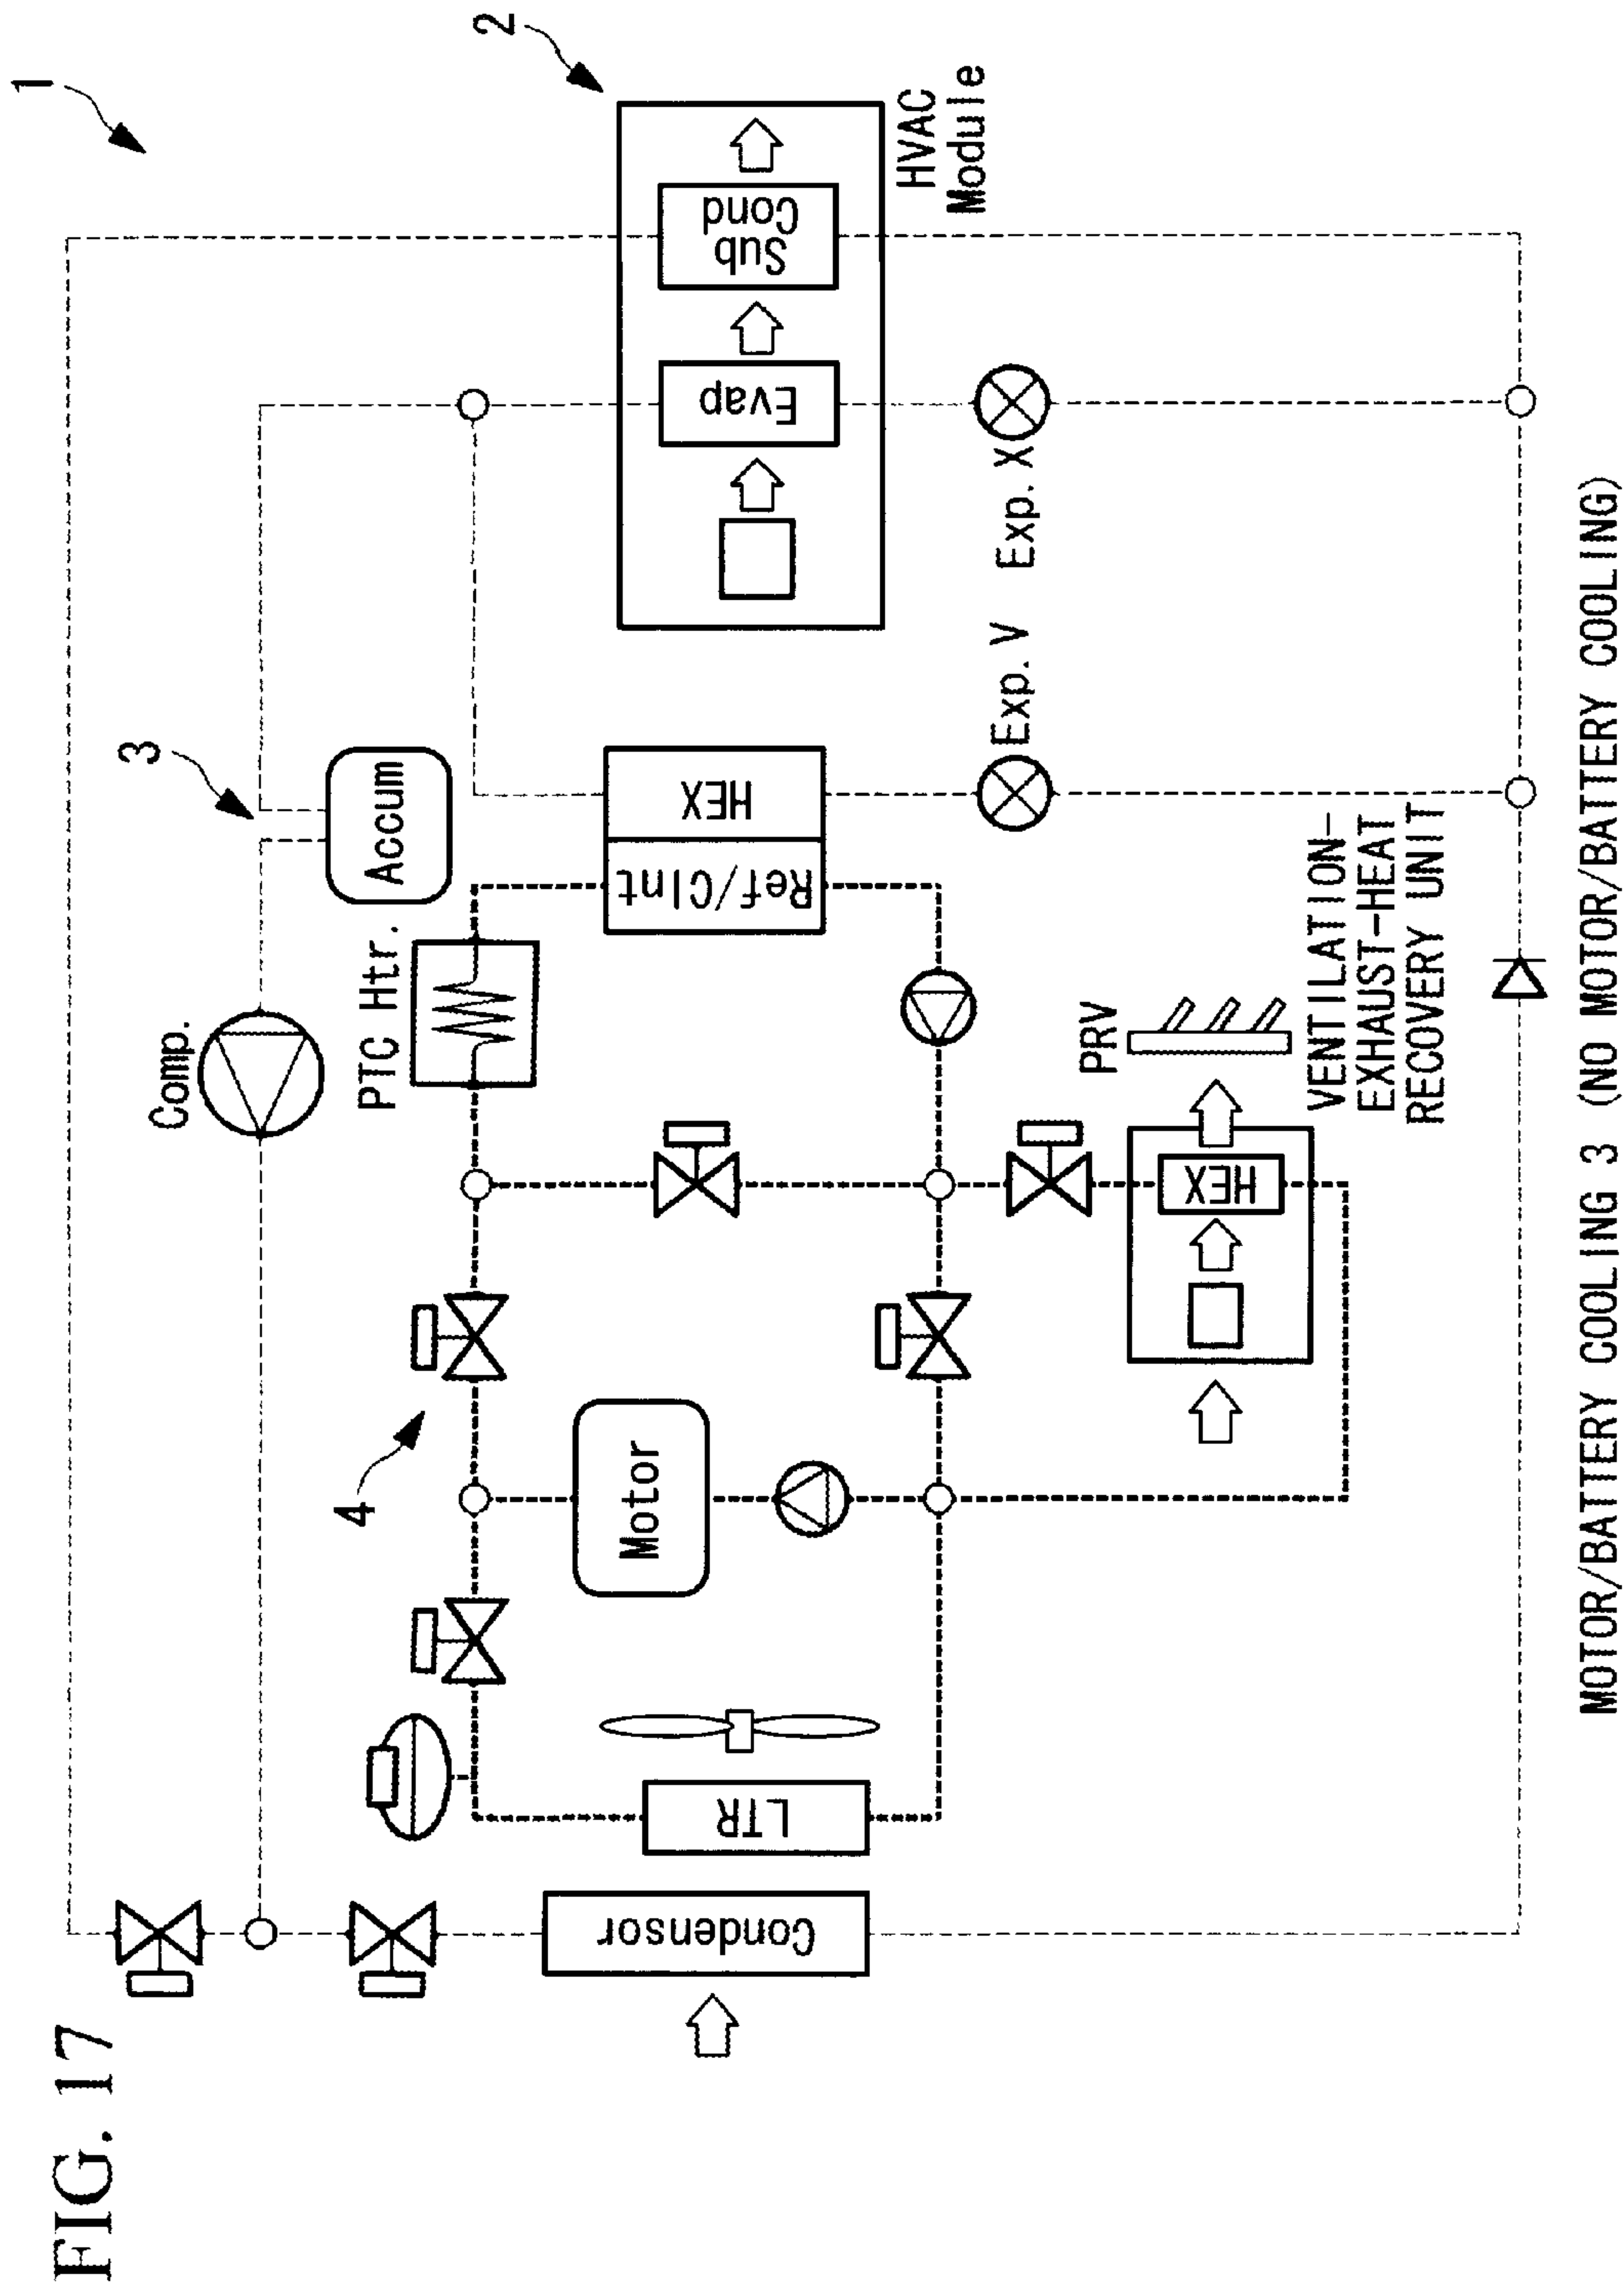 FIG. 17
1
2
3
4
Comp.
Accum
PTC Htr.
Sub
Cond
Evap
HVAC
Module
Ref/Clnt
HEX
Exp. V
Exp. X
Motor
LTR
Condensor
HEX
PRV
VENTILATION-
EXHAUST-HEAT
RECOVERY UNIT
MOTOR/BATTERY COOLING 3 (NO MOTOR/BATTERY COOLING)